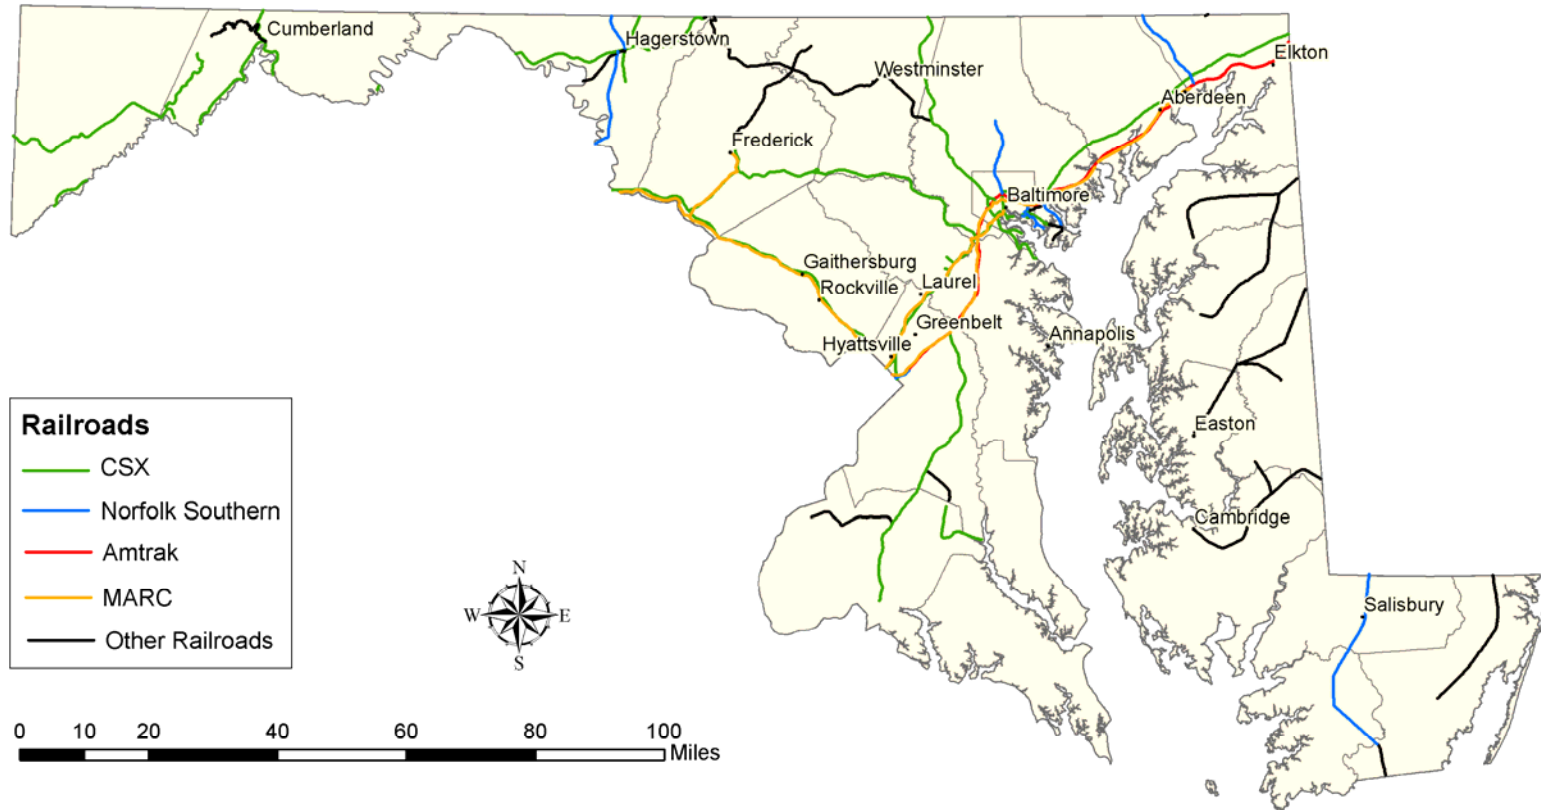 Cumberland
Hagerstown
Westminster
Elkton
Aberdeen
Frederick
Baltimore
Gaithersburg
Rockville
Laurel
Greenbelt
Hyattsville
Annapolis
Easton
Cambridge
Salisbury
Railroads
CSX
Norfolk Southern
Amtrak
MARC
Other Railroads
N
W E
S
0 10 20 40 60 80 100
Miles